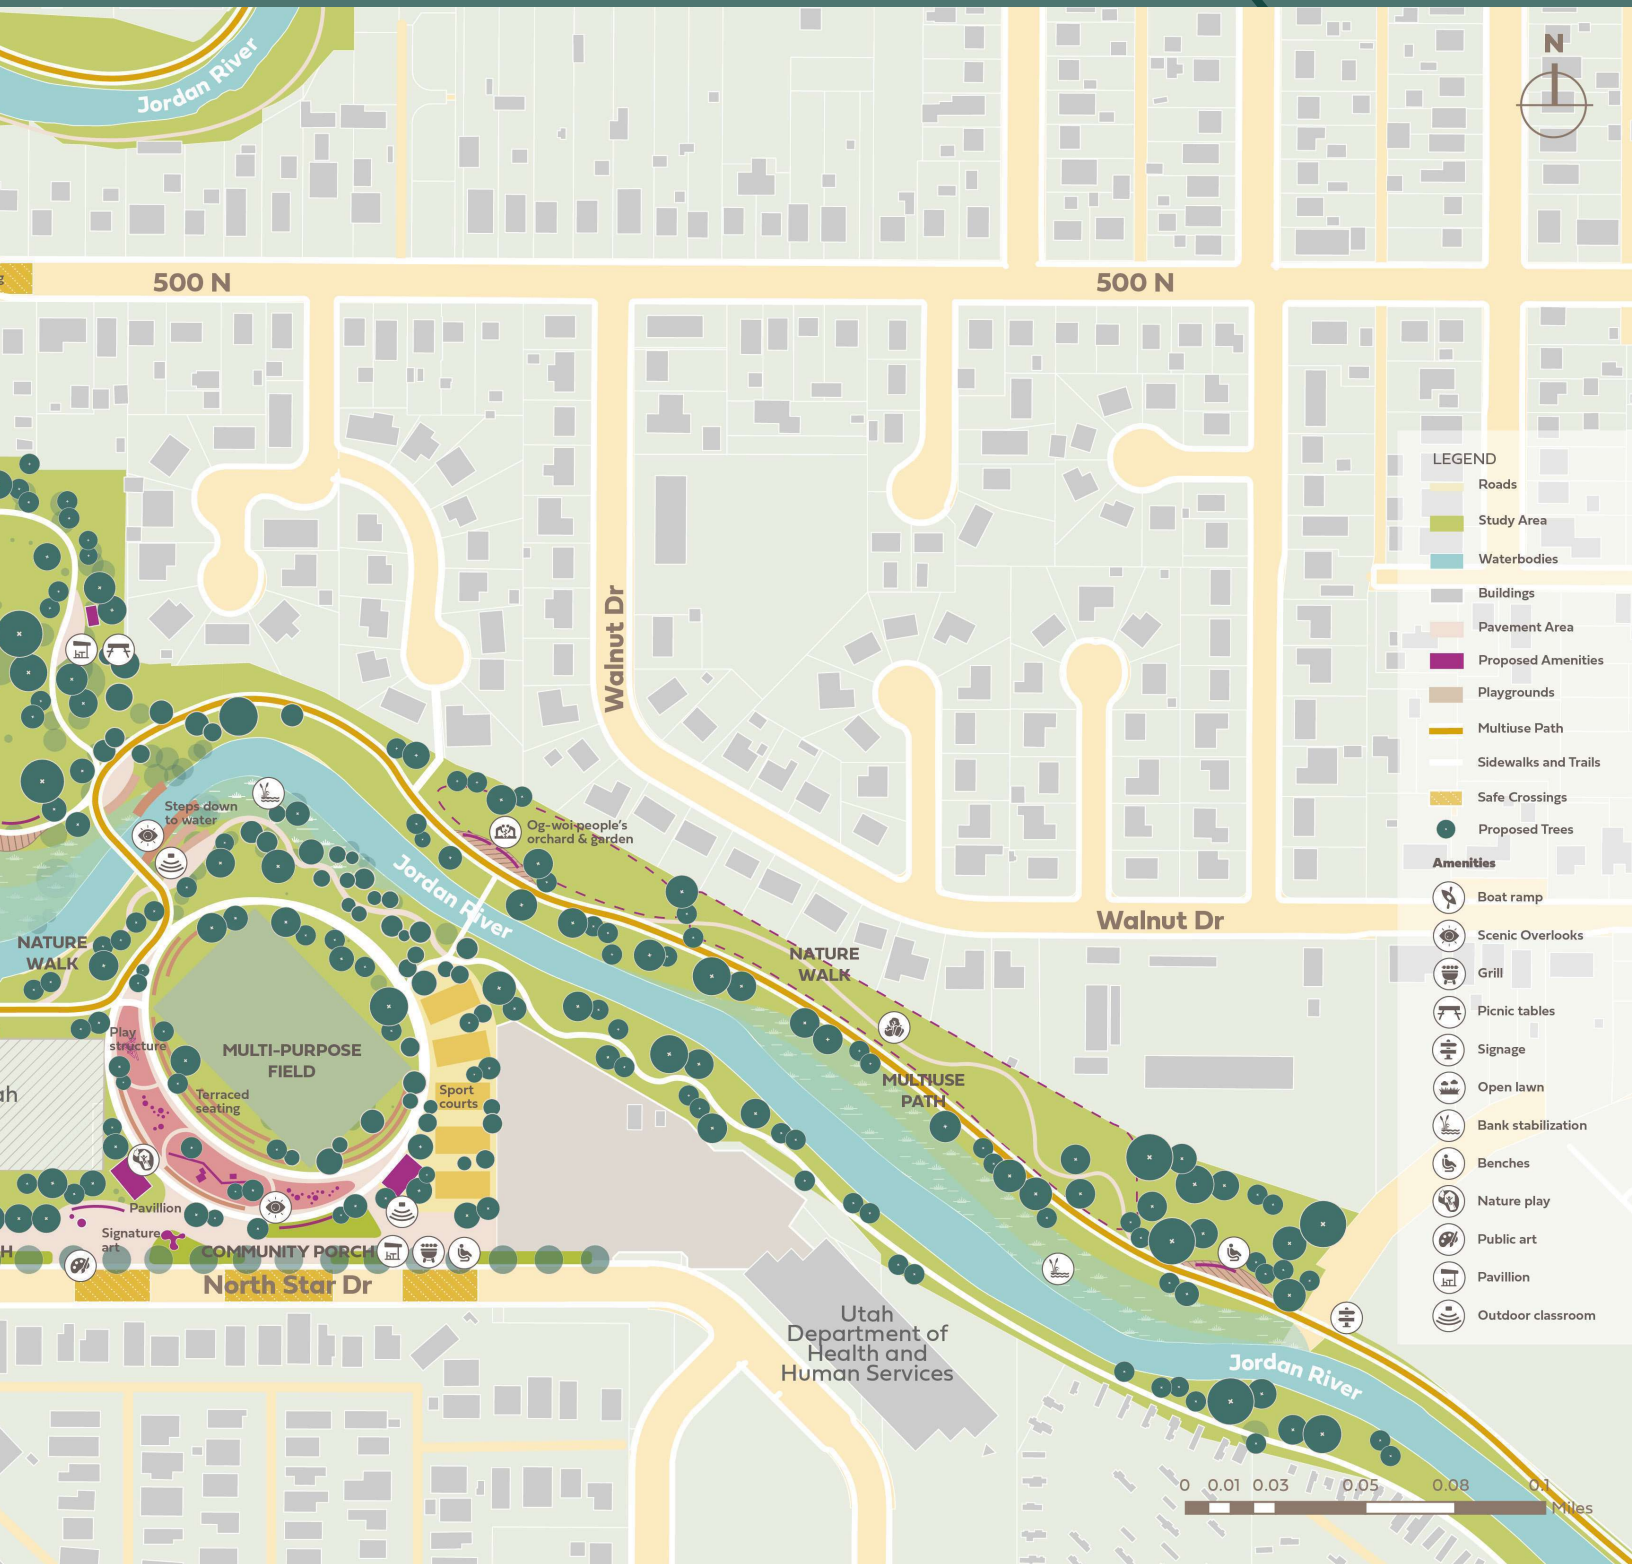 Jordan River
N
500 N
500 N
LEGEND
Roads
Study Area
Waterbodies
Buildings
Pavement Area
Proposed Amenities
Playgrounds
Multiuse Path
Sidewalks and Trails
Safe Crossings
Proposed Trees
Amenities
Boat ramp
Scenic Overlooks
Grill
Picnic tables
Signage
Open lawn
Bank stabilization
Benches
Nature play
Public art
Pavillion
Outdoor classroom
Walnut Dr
Steps down
to water
Og-woi people's
orchard & garden
Jordan River
Walnut Dr
NATURE
WALK
NATURE
WALK
Play
structure
MULTI-PURPOSE
FIELD
Terraced
seating
Sport
courts
MULTIUSE
PATH
ah
Pavillion
Signature
art
H
COMMUNITY PORCH
North Star Dr
Utah
Department of
Health and
Human Services
Jordan River
0 0.01 0.03 0.05 0.08 0.1
Miles